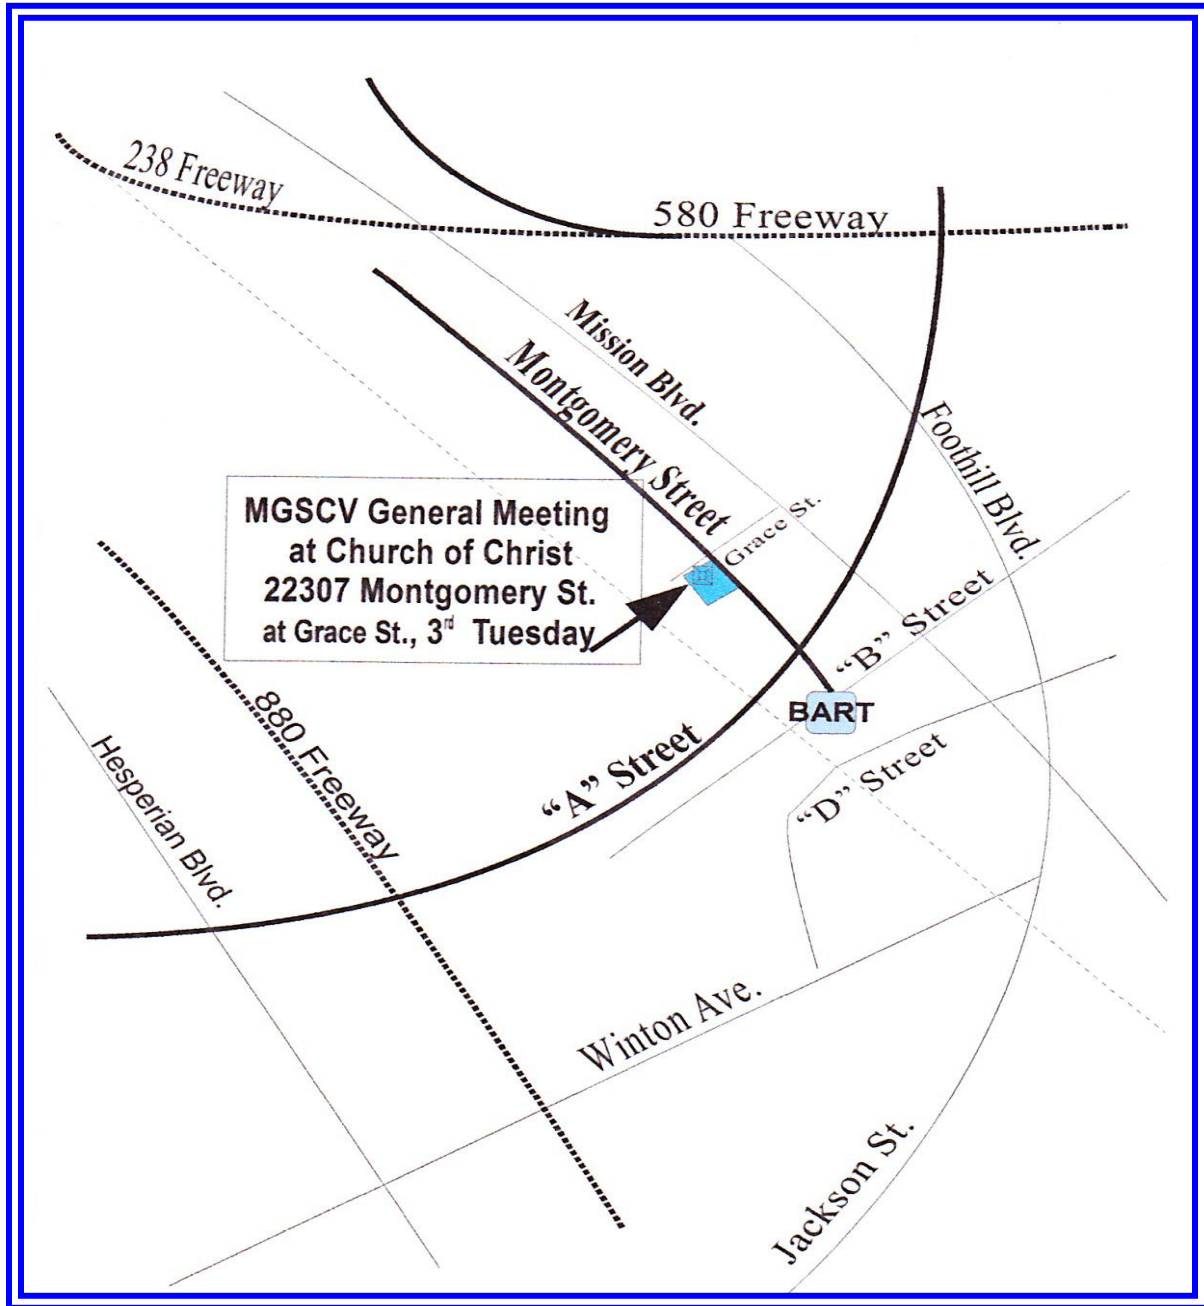 238 Freeway
580 Freeway
Mission Blvd.
Montgomery Street
Foothill Blvd.
Grace St.
MGSCV General Meeting
at Church of Christ
22307 Montgomery St.
at Grace St., 3rd Tuesday
"B" Street
BART
880 Freeway
"A" Street
"D" Street
Hesperian Blvd.
Winton Ave.
Jackson St.